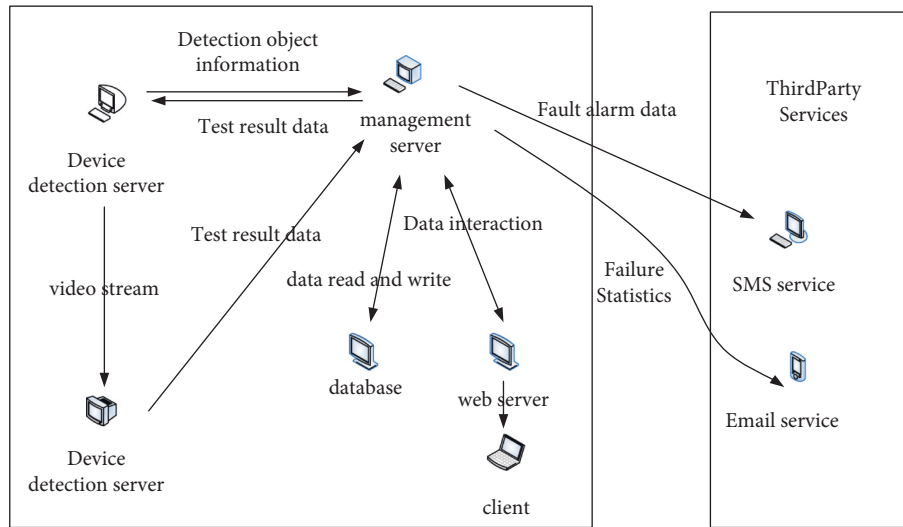 Detection object
information
Test result data
management
server
Fault alarm data
ThirdParty
Services
Device
detection server
Test result data
Data interaction
video stream
data read and write
Failure
Statistics
SMS service
database
web server
Email service
Device
detection server
client